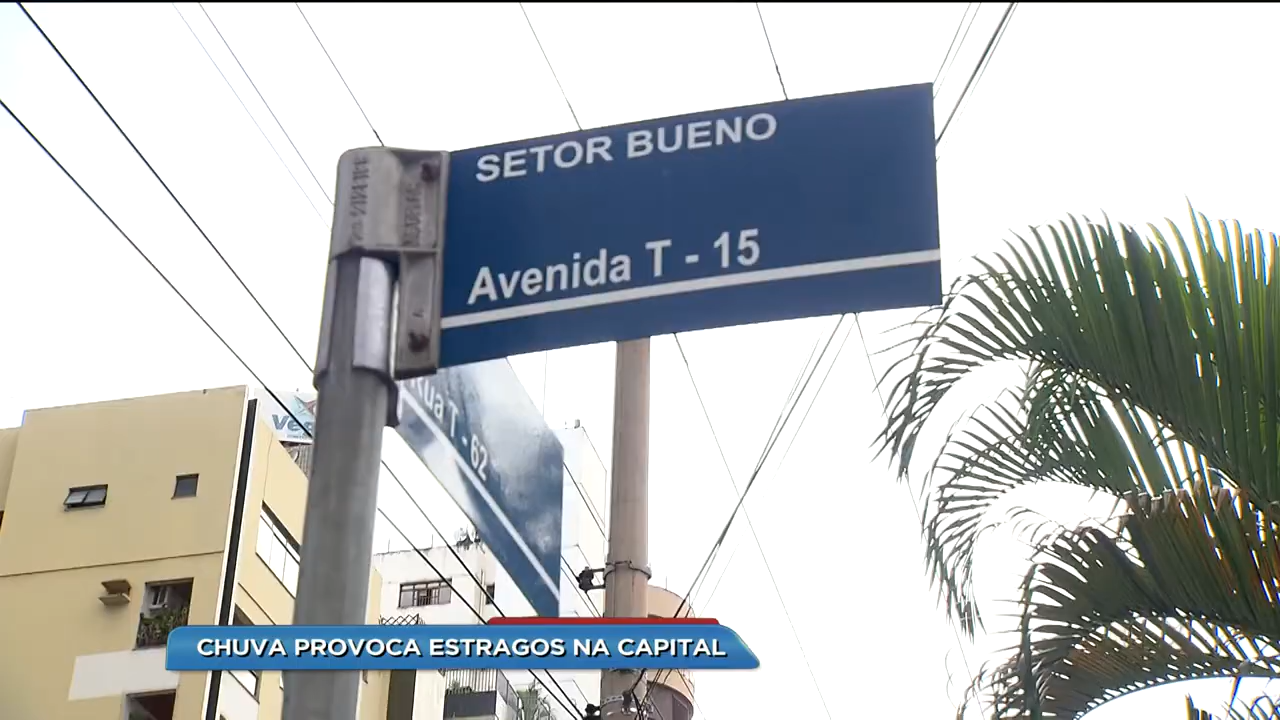 SETOR BUENO
Avenida T - 15
Rua T - 62
CHUVA PROVOCA ESTRAGOS NA CAPITAL